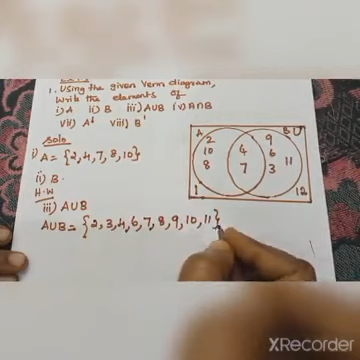 1. Using the given Venn diagram,
Write the elements of
i) A ii) B iii) AUB iv) A∩B
vii) A' viii) B'
Soln
i) A = {2,4,7,8,10}
ii) B.
H.W
iii) AUB
AUB = {2,3,4,6,7,8,9,10,11}
A
B
U
2
10
8
4
7
9
6
3
11
1
12
XRecorder